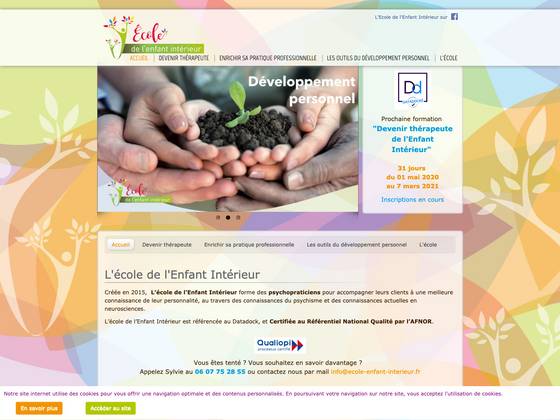 École
de l'enfant intérieur
L'Ecole de l'Enfant Intérieur sur
ACCUEIL DEVENIR THÉRAPEUTE ENRICHIR SA PRATIQUE PROFESSIONNELLE LES OUTILS DU DÉVELOPPEMENT PERSONNEL L'ÉCOLE
Développement
personnel
École
de l'enfant intérieur
Dd
DATADOCK
Prochaine formation
"Devenir thérapeute
de l'Enfant
Intérieur"
31 jours
du 01 mai 2020
au 7 mars 2021
Inscriptions en cours
Accueil Devenir thérapeute Enrichir sa pratique professionnelle Les outils du développement personnel L'école
L'école de l'Enfant Intérieur
Créée en 2015, L'école de l'Enfant Intérieur forme des psychopraticiens pour accompagner leurs clients à une meilleure
connaissance de leur personnalité, au travers des connaissances du psychisme et des connaissances actuelles en
neurosciences.
L'école de l'Enfant Intérieur est référencée au Datadock, et Certifiée au Référentiel National Qualité par l'AFNOR.
Qualiopi
processus certifié
Vous êtes tenté ? Vous souhaitez en savoir davantage ?
Appelez Sylvie au 06 07 75 28 55 ou contactez nous par mail info@ecole-enfant-interieur.fr
Notre site internet utilise des cookies pour vous offrir une navigation optimale et des contenus personnalisés. En poursuivant votre navigation sur notre site, vous acceptez l'utilisation de cookies.
En savoir plus Accéder au site